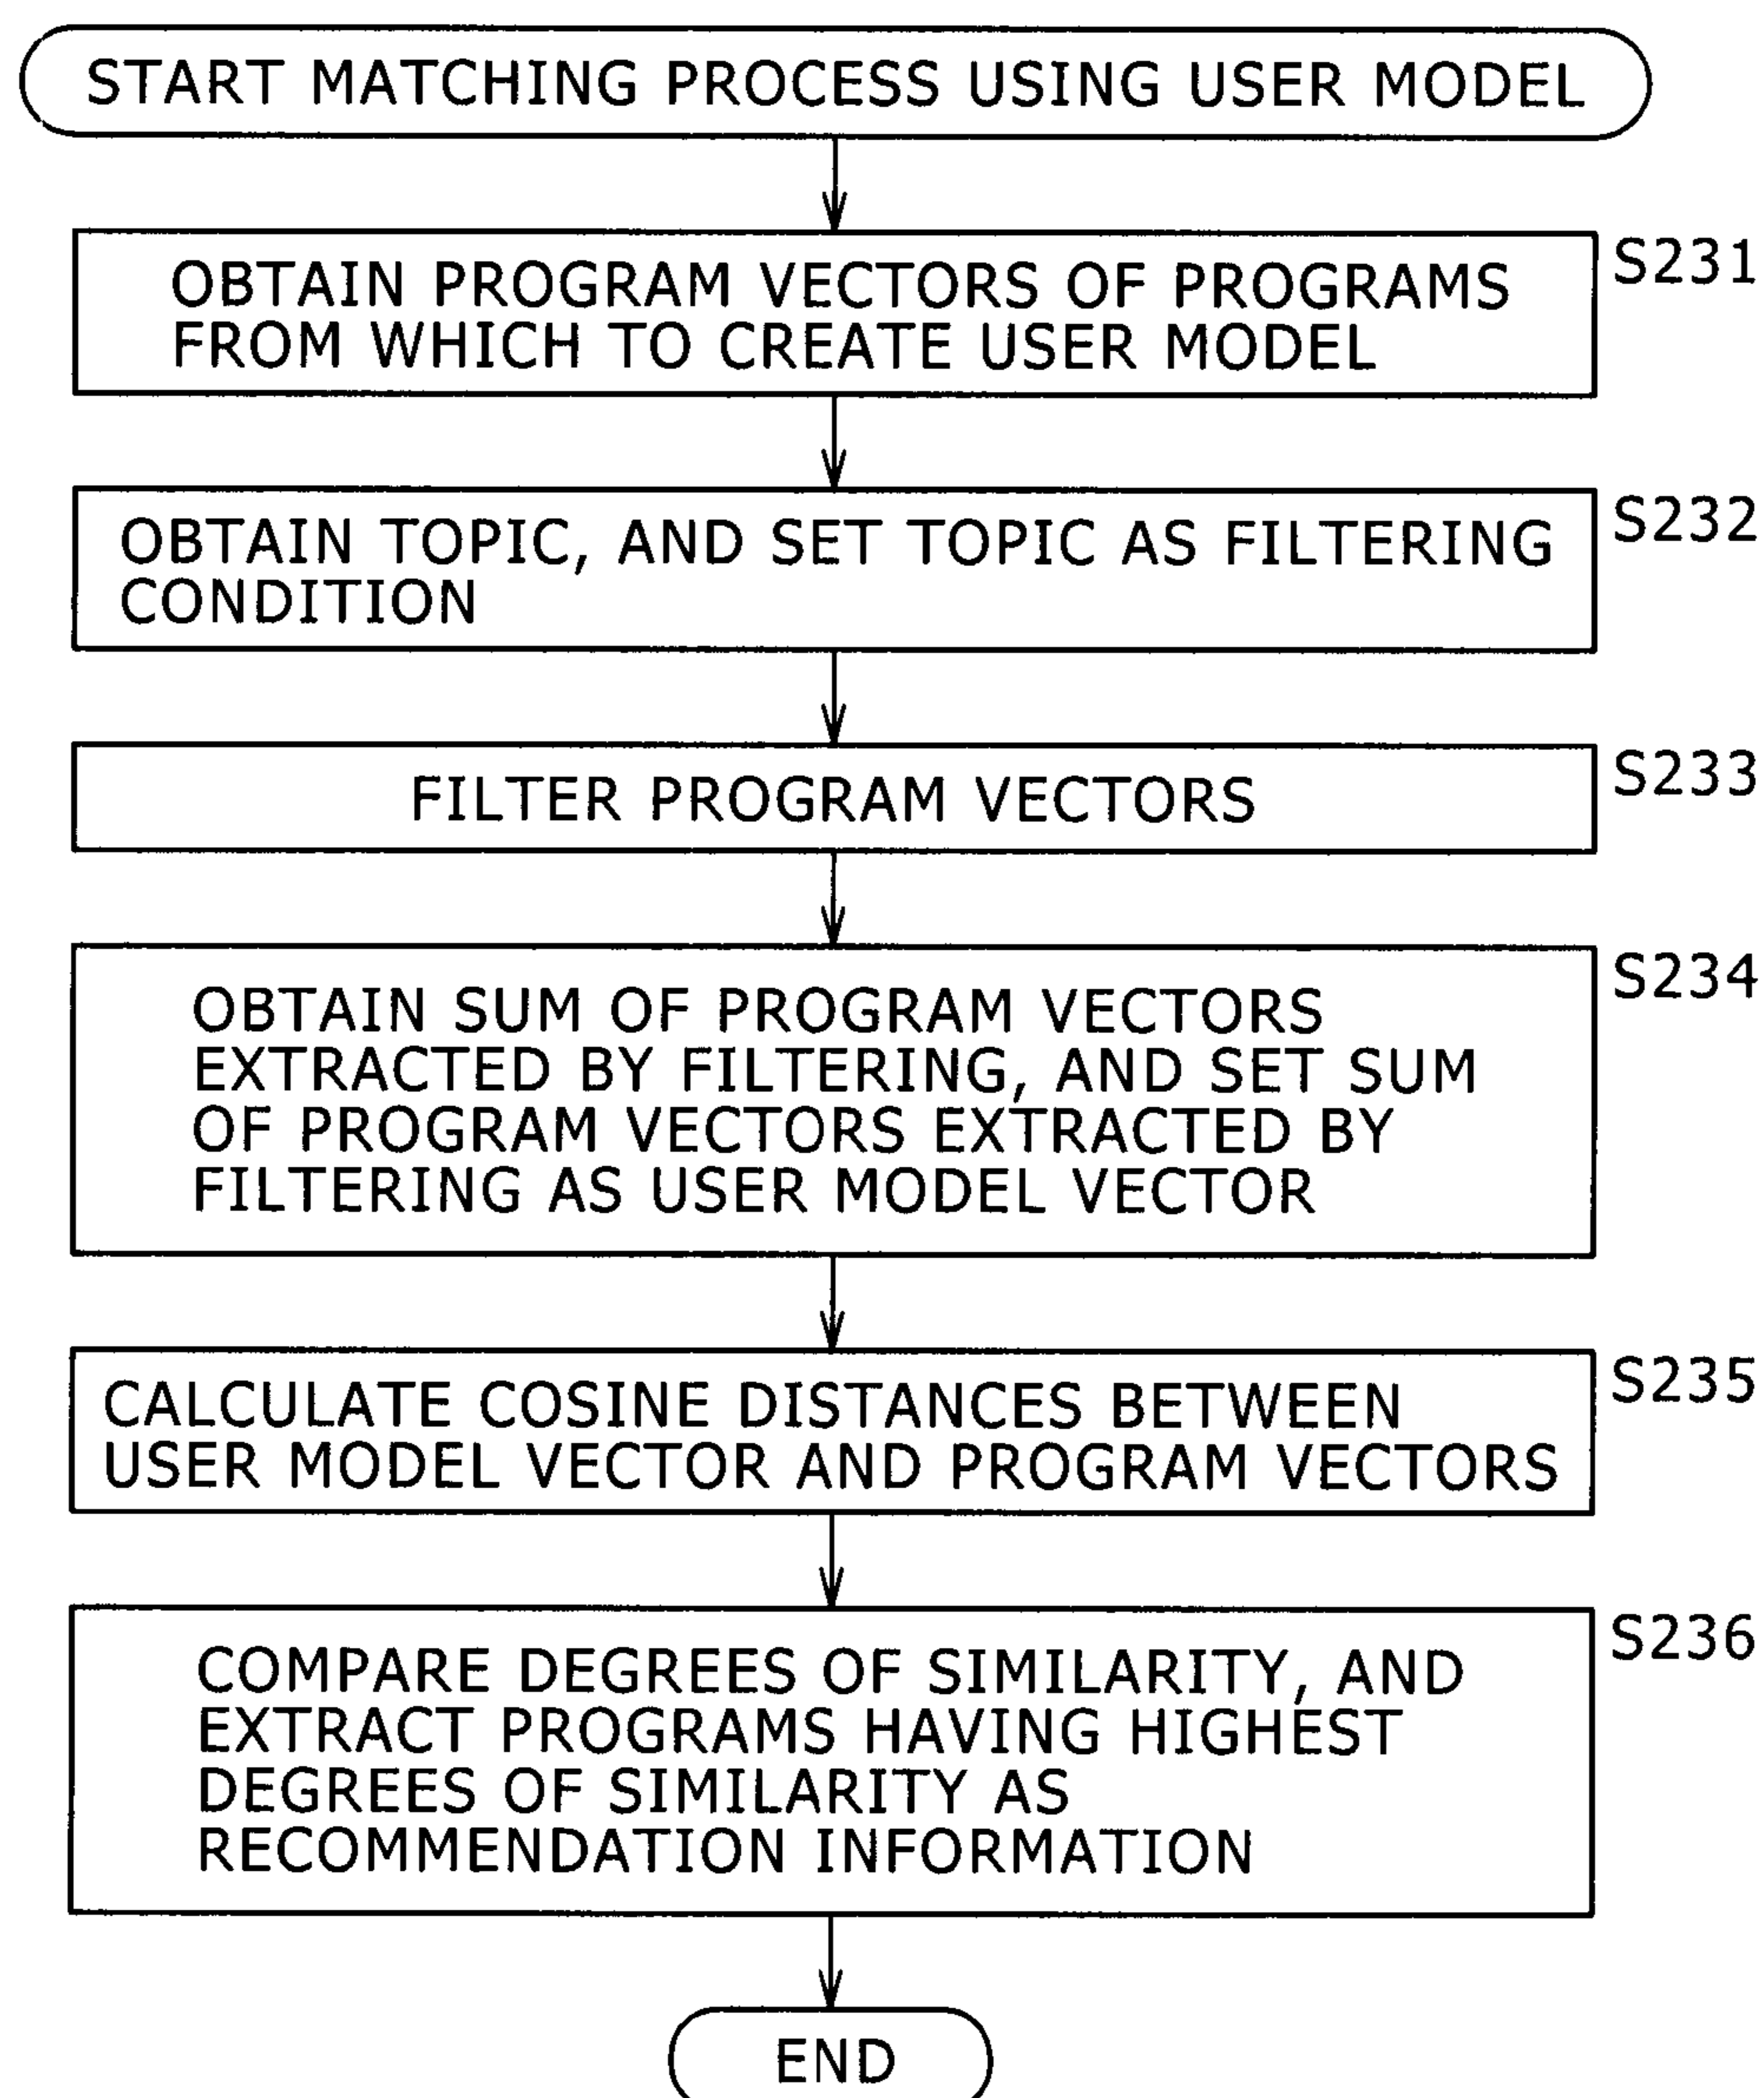 START MATCHING PROCESS USING USER MODEL
S231
OBTAIN PROGRAM VECTORS OF PROGRAMS
FROM WHICH TO CREATE USER MODEL
S232
OBTAIN TOPIC, AND SET TOPIC AS FILTERING
CONDITION
S233
FILTER PROGRAM VECTORS
S234
OBTAIN SUM OF PROGRAM VECTORS
EXTRACTED BY FILTERING, AND SET SUM
OF PROGRAM VECTORS EXTRACTED BY
FILTERING AS USER MODEL VECTOR
S235
CALCULATE COSINE DISTANCES BETWEEN
USER MODEL VECTOR AND PROGRAM VECTORS
S236
COMPARE DEGREES OF SIMILARITY, AND
EXTRACT PROGRAMS HAVING HIGHEST
DEGREES OF SIMILARITY AS
RECOMMENDATION INFORMATION
END